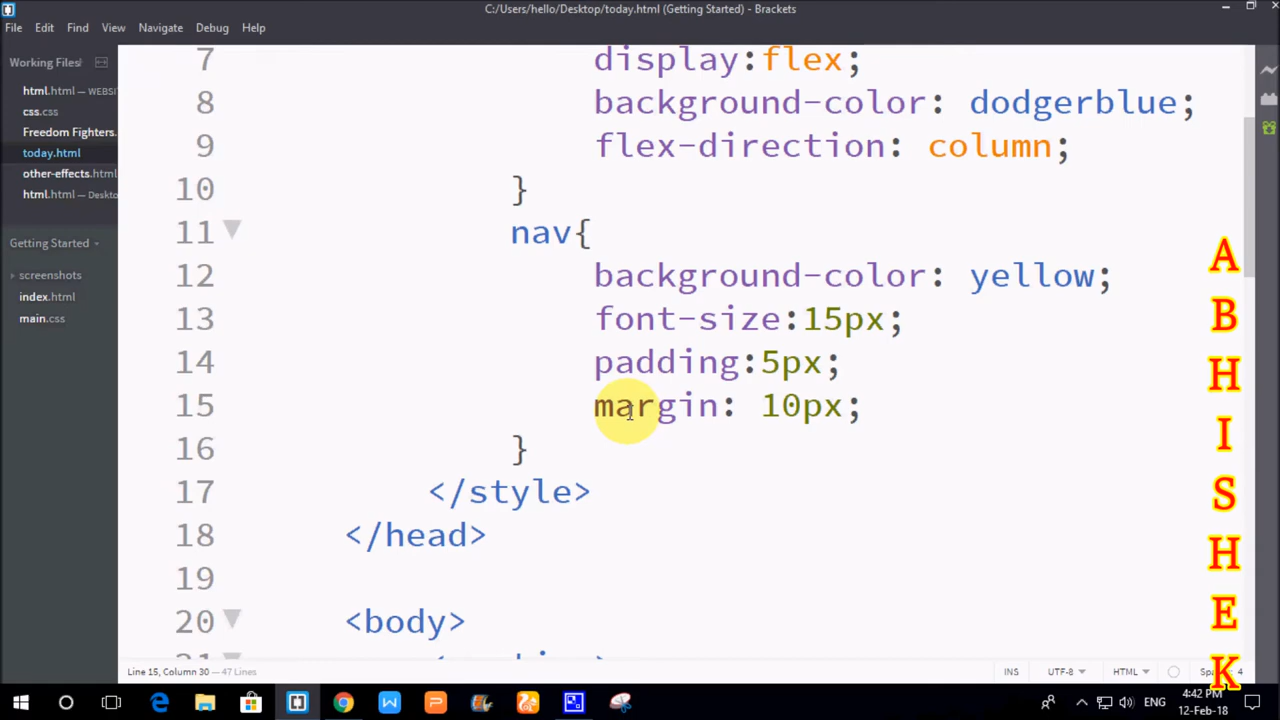 C:/Users/hello/Desktop/today.html (Getting Started) - Brackets
File Edit Find View Navigate Debug Help
Working Files
html.html — WEBSI
css.css
Freedom Fighters.
today.html
other-effects.html
html.html — Deskto
Getting Started
screenshots
index.html
main.css
7 display:flex;
8 background-color: dodgerblue;
9 flex-direction: column;
10 }
11 nav{
12 background-color: yellow;
13 font-size:15px;
14 padding:5px;
15 margin: 10px;
16 }
17 </style>
18 </head>
19
20 <body>
A
B
H
I
S
H
E
K
Line 15, Column 30 — 47 Lines
INS UTF-8 HTML 4
4:42 PM
ENG
12-Feb-18